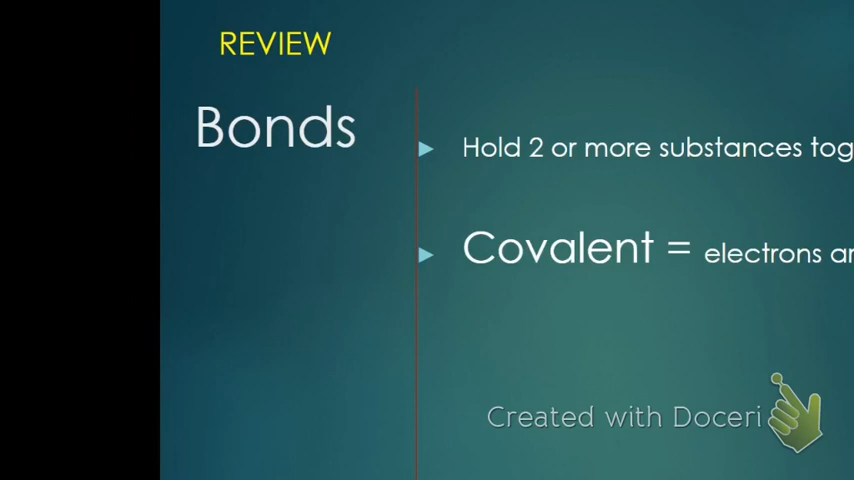 REVIEW
Bonds
Hold 2 or more substances tog
Covalent = electrons ar
Created with Doceri